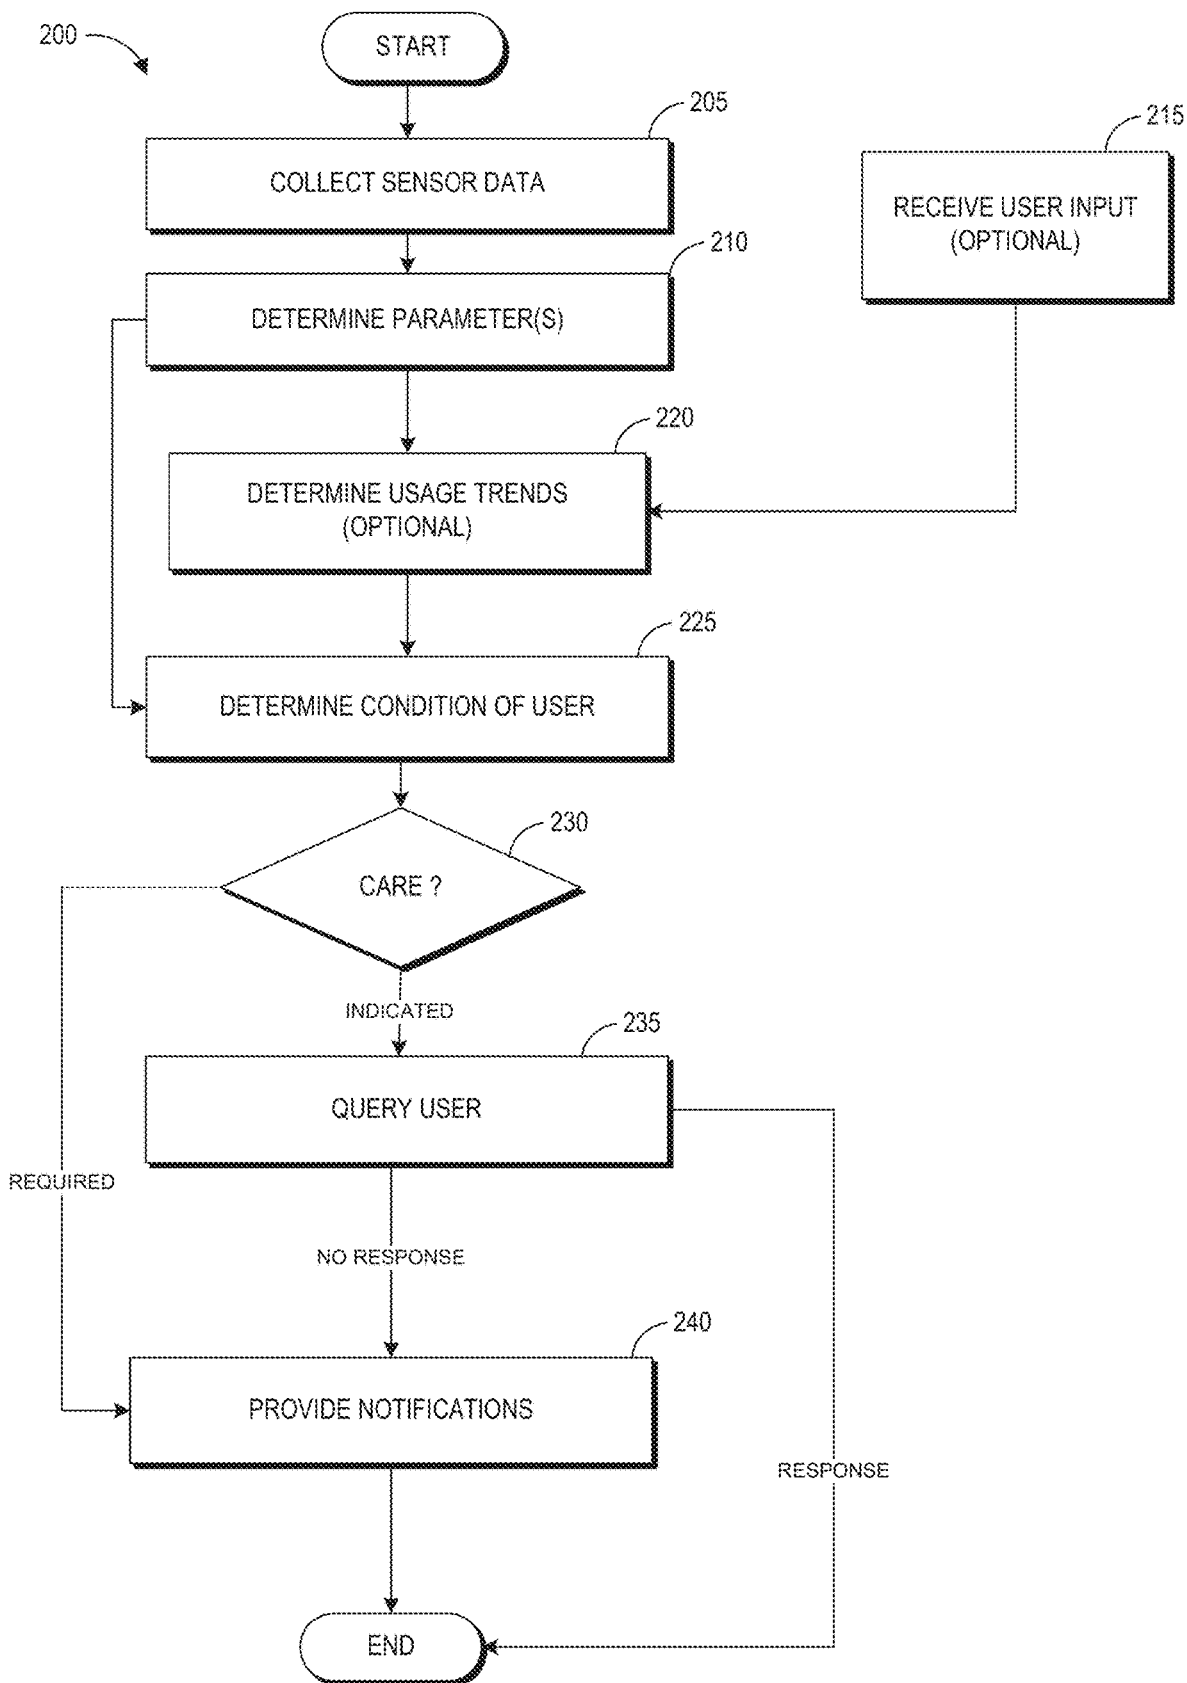 200
START
205
COLLECT SENSOR DATA
215
RECEIVE USER INPUT
(OPTIONAL)
210
DETERMINE PARAMETER(S)
220
DETERMINE USAGE TRENDS
(OPTIONAL)
225
DETERMINE CONDITION OF USER
230
CARE ?
INDICATED
235
QUERY USER
REQUIRED
NO RESPONSE
240
PROVIDE NOTIFICATIONS
RESPONSE
END